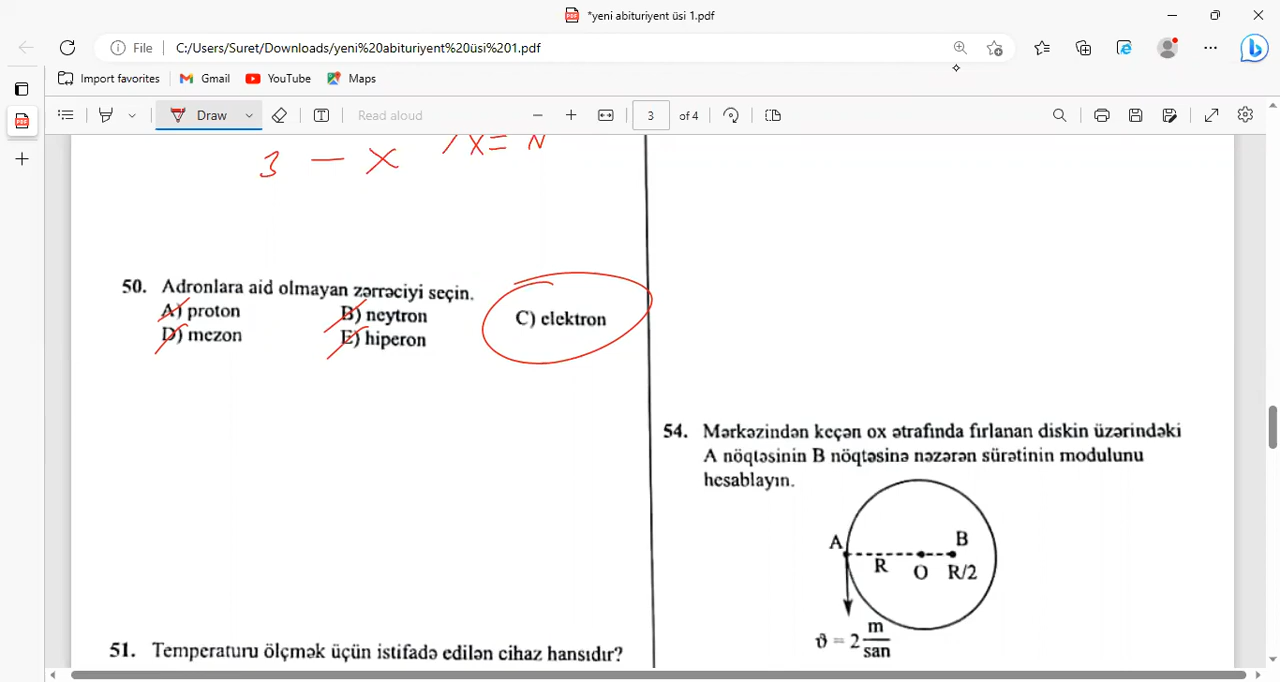 *yeni abituriyent üsi 1.pdf
File
C:/Users/Suret/Downloads/yeni%20abituriyent%20üsi%201.pdf
Import favorites
Gmail
YouTube
Maps
Draw
Read aloud
3
of 4
3 — x
x =
50. Adronlara aid olmayan zərrəciyi seçin.
A) proton B) neytron C) elektron
D) mezon E) hiperon
51. Temperaturu ölçmək üçün istifadə edilən cihaz hansıdır?
54. Mərkəzindən keçən ox ətrafında fırlanan diskin üzərindəki
A nöqtəsinin B nöqtəsinə nəzərən sürətinin modulunu
hesablayın.
A
B
R
O
R/2
ϑ = 2 m/san